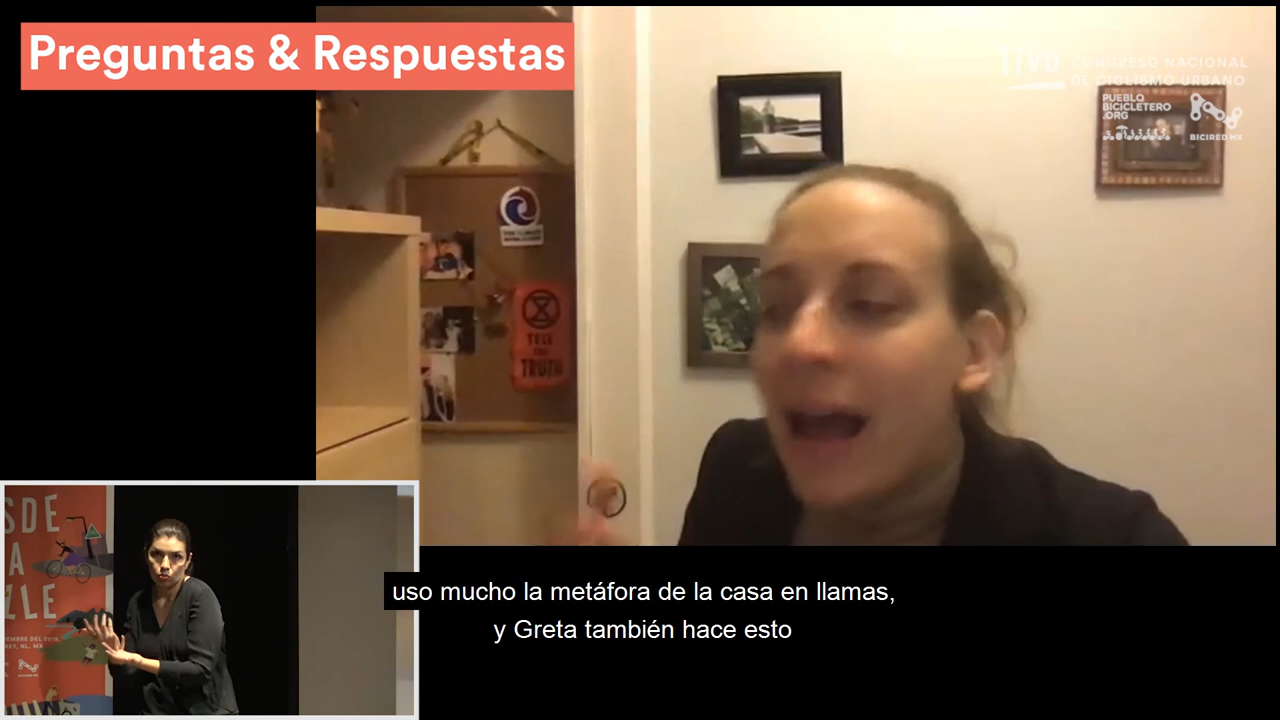 Preguntas & Respuestas
11vo CONGRESO NACIONAL
DE CICLISMO URBANO
PUEBLO
BICICLETERO
.ORG
BICIRED MX
TELL
THE
TRUTH
SDE
A
uso mucho la metáfora de la casa en llamas,
y Greta también hace esto